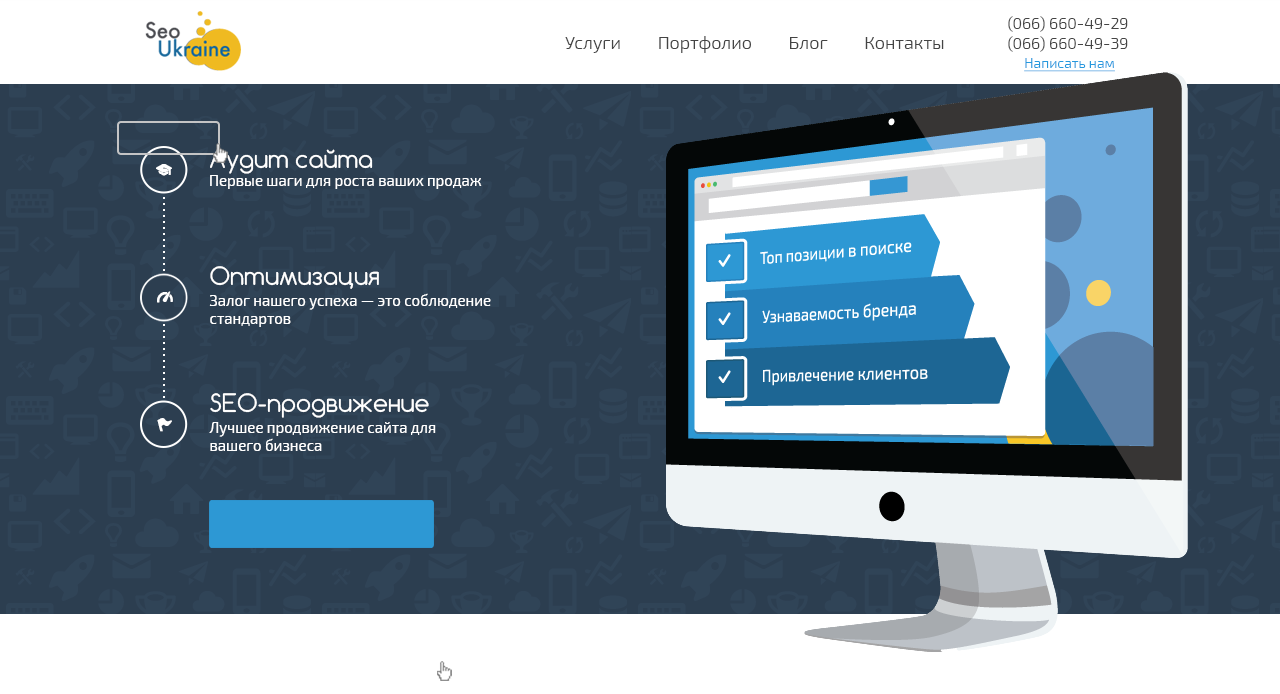 Seo
Ukraine
Услуги Портфолио Блог Контакты
(066) 660-49-29
(066) 660-49-39
Написать нам
Аудит сайта
Первые шаги для роста ваших продаж
Оптимизация
Залог нашего успеха — это соблюдение
стандартов
SEO-продвижение
Лучшее продвижение сайта для
вашего бизнеса
Топ позиции в поиске
Узнаваемость бренда
Привлечение клиентов